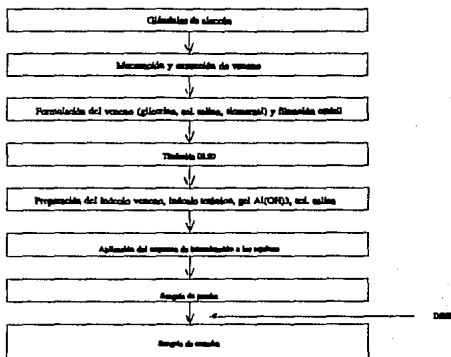 Glándulas de alacrán
Maceración y extracción de veneno
Formulación del veneno (glicerina, sol. salina, timerosal) y filtración estéril
Titulación DL50
Preparación del inóculo veneno, inóculo toxina, gel Al(OH)3, sol. salina
Aplicación del esquema de inmunización a los equinos
Sangría de prueba
Sangría de